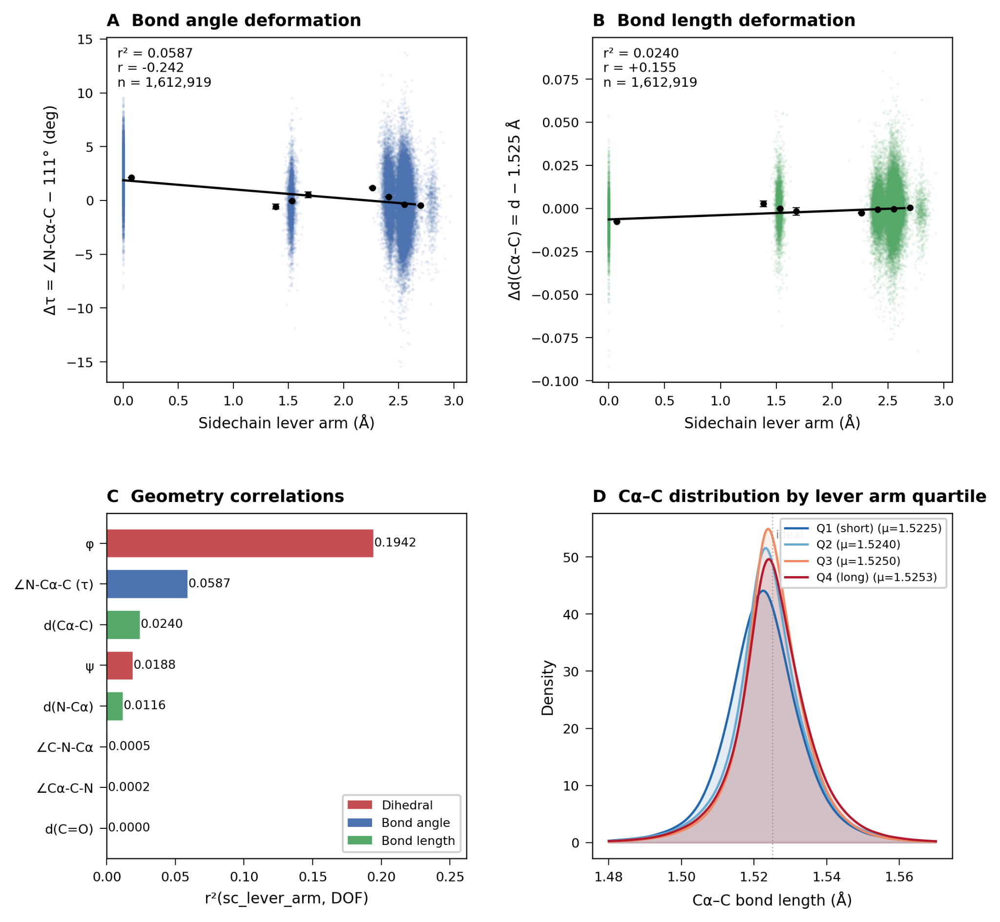 A  Bond angle deformation
r² = 0.0587
r = -0.242
n = 1,612,919
15
10
5
0
−5
−10
−15
Δτ = ∠N-Cα-C − 111° (deg)
0.0 0.5 1.0 1.5 2.0 2.5 3.0
Sidechain lever arm (Å)
B  Bond length deformation
r² = 0.0240
r = +0.155
n = 1,612,919
0.075
0.050
0.025
0.000
−0.025
−0.050
−0.075
−0.100
Δd(Cα–C) = d − 1.525 Å
0.0 0.5 1.0 1.5 2.0 2.5 3.0
Sidechain lever arm (Å)
C  Geometry correlations
φ 0.1942
∠N-Cα-C (τ) 0.0587
d(Cα-C) 0.0240
ψ 0.0188
d(N-Cα) 0.0116
∠C-N-Cα 0.0005
∠Cα-C-N 0.0002
d(C=O) 0.0000
Dihedral
Bond angle
Bond length
0.00 0.05 0.10 0.15 0.20 0.25
r²(sc_lever_arm, DOF)
D  Cα–C distribution by lever arm quartile
ideal
Q1 (short) (μ=1.5225)
Q2 (μ=1.5240)
Q3 (μ=1.5250)
Q4 (long) (μ=1.5253)
50
40
30
20
10
0
Density
1.48 1.50 1.52 1.54 1.56
Cα–C bond length (Å)